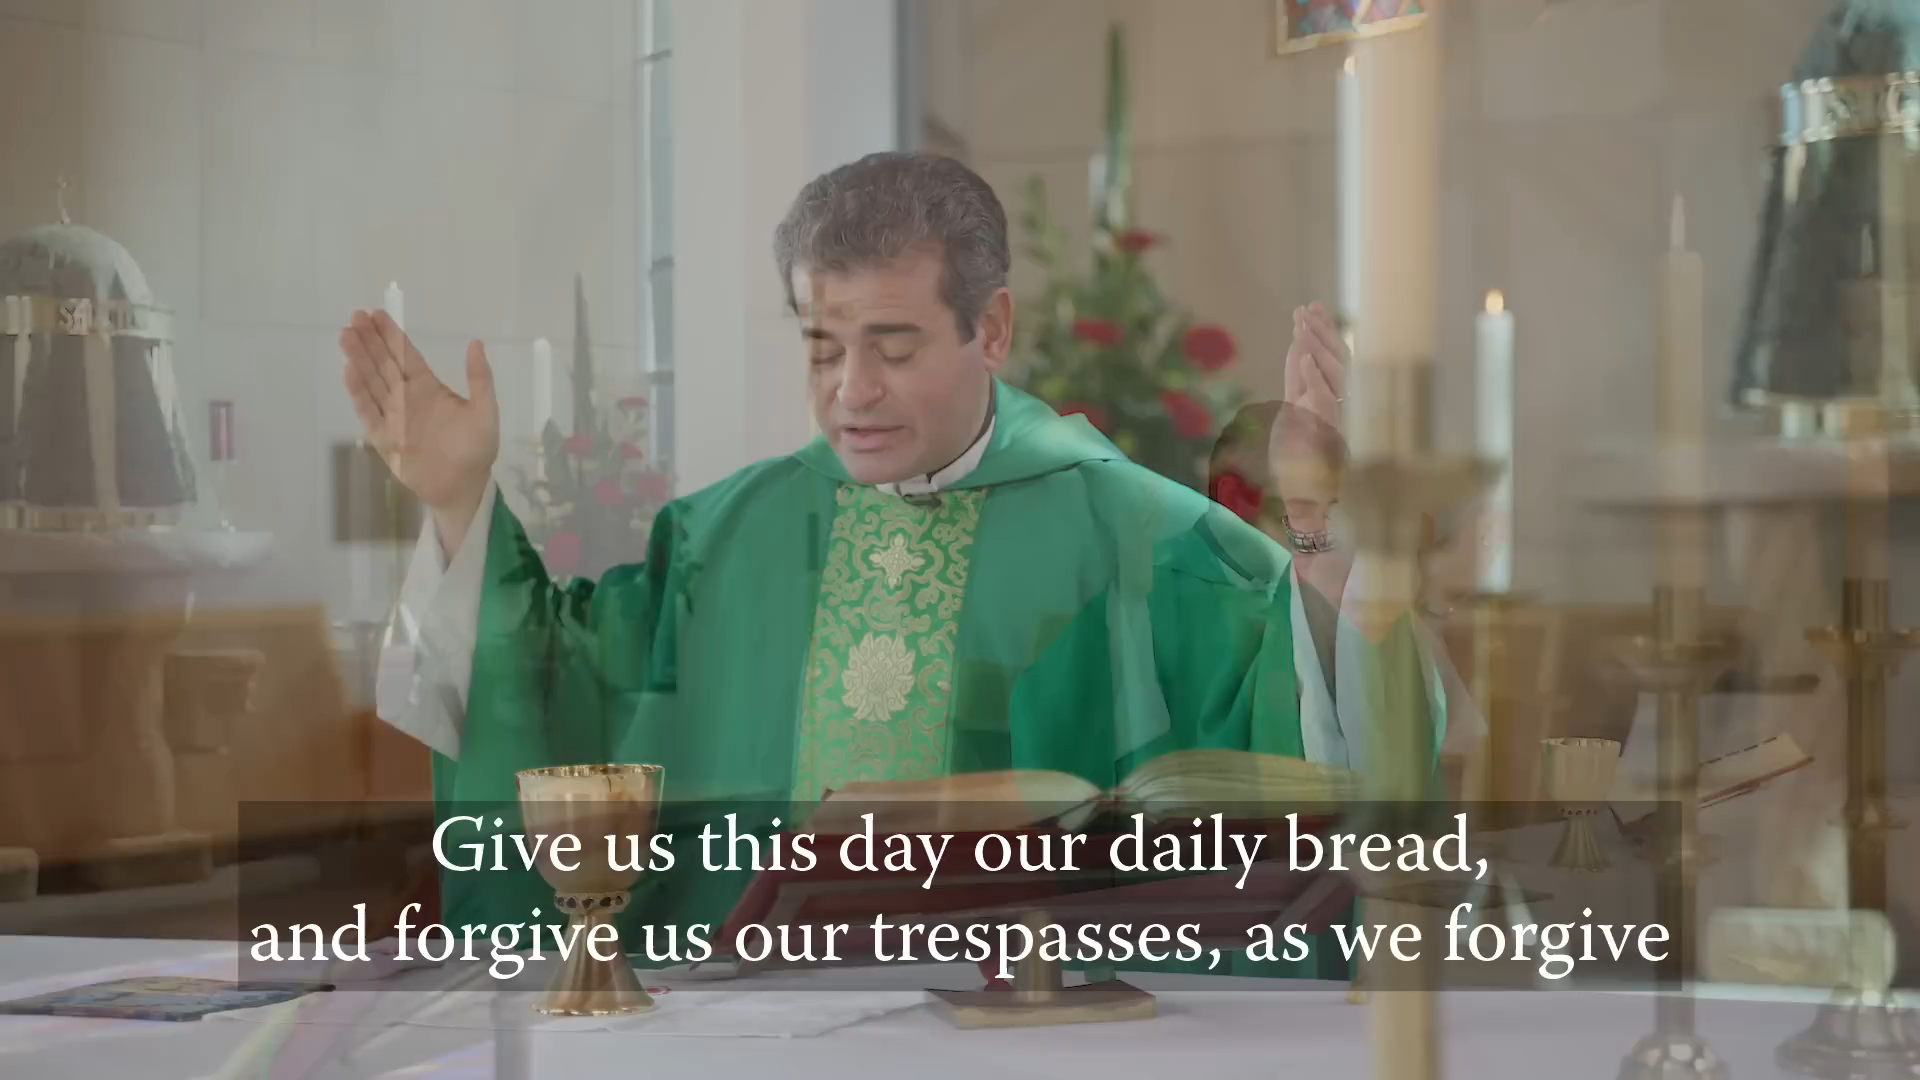 Give us this day our daily bread,
and forgive us our trespasses, as we forgive